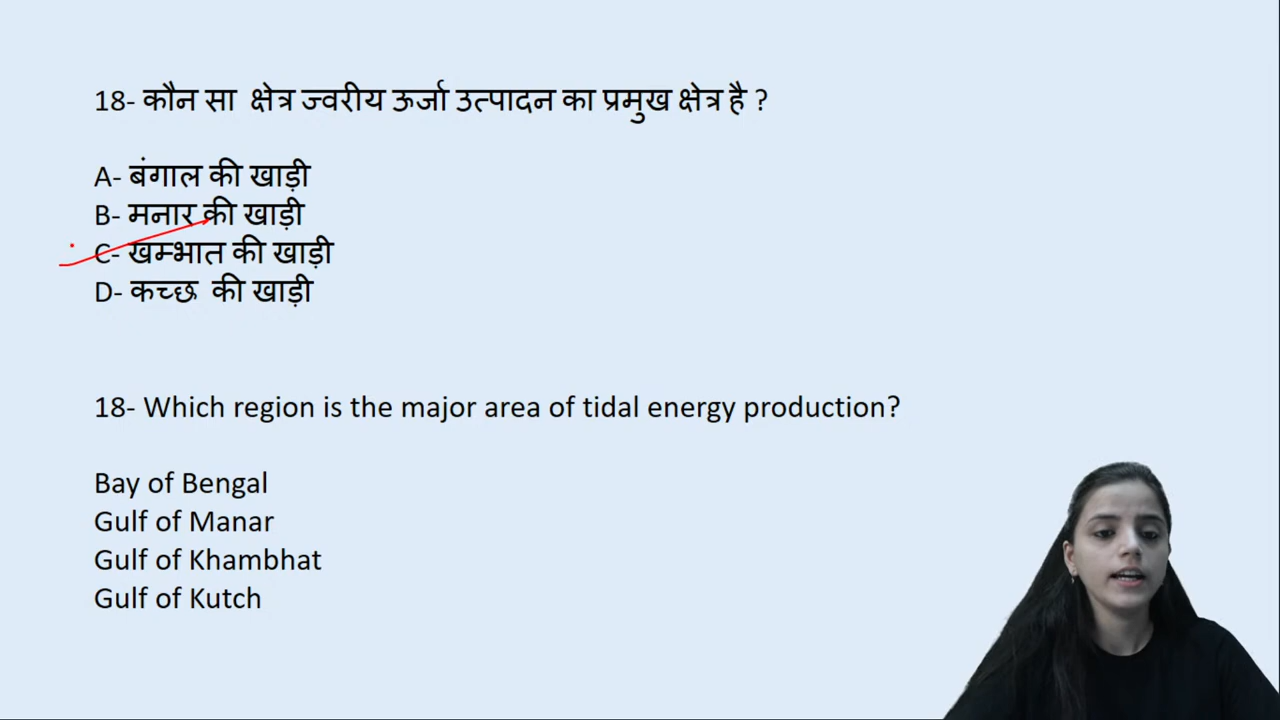 18- कौन सा क्षेत्र ज्वरीय ऊर्जा उत्पादन का प्रमुख क्षेत्र है ?
A- बंगाल की खाड़ी
B- मनार की खाड़ी
C- खम्भात की खाड़ी
D- कच्छ की खाड़ी
18- Which region is the major area of tidal energy production?
Bay of Bengal
Gulf of Manar
Gulf of Khambhat
Gulf of Kutch